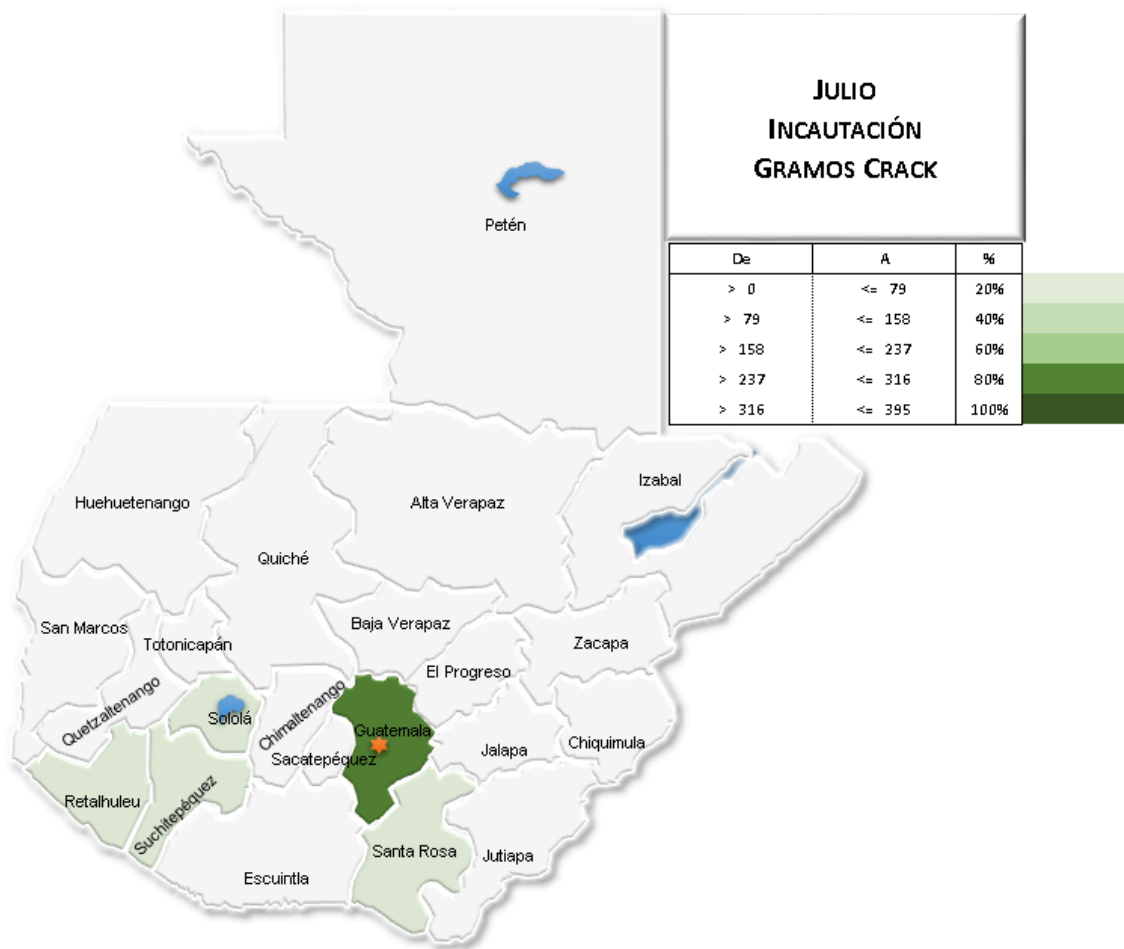 JULIO
INCAUTACIÓN
GRAMOS CRACK
De A %
> 0 <= 79 20%
> 79 <= 158 40%
> 158 <= 237 60%
> 237 <= 316 80%
> 316 <= 395 100%
Petén
Izabal
Huehuetenango
Alta Verapaz
Quiché
San Marcos
Totonicapán
Baja Verapaz
Zacapa
El Progreso
Quetzaltenango
Sololá
Chimaltenango
Guatemala
Sacatepéquez
Jalapa
Chiquimula
Retalhuleu
Suchitepéquez
Santa Rosa
Jutiapa
Escuintla